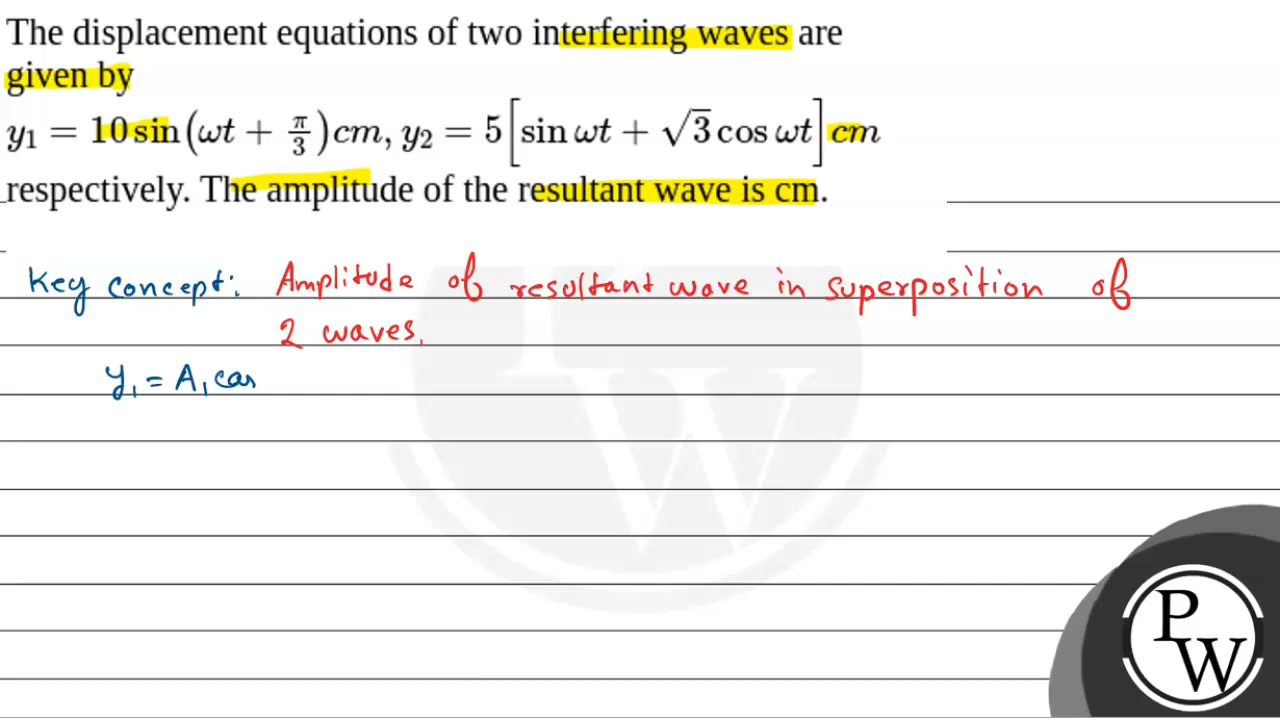 The displacement equations of two interfering waves are
given by
y₁ = 10 sin(ωt + π/3)cm, y₂ = 5[sin ωt + √3 cos ωt] cm
respectively. The amplitude of the resultant wave is cm.
Key concept: Amplitude of resultant wave in superposition of
2 waves.
y₁ = A₁ cos
PW